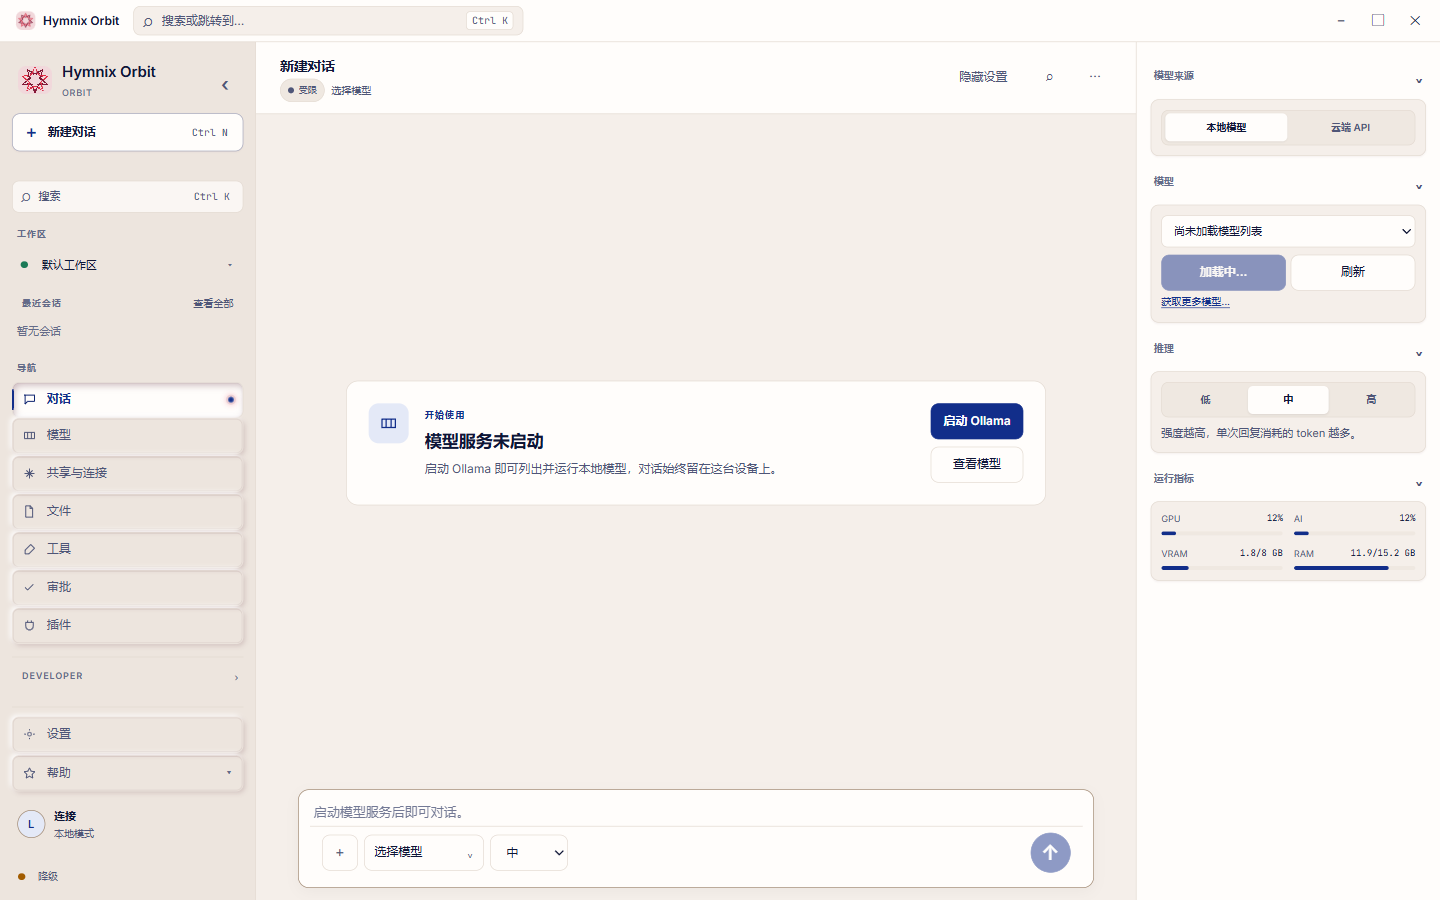 Hymnix Orbit
搜索或跳转到...
Ctrl K
Hymnix Orbit
ORBIT
新建对话
Ctrl N
搜索
Ctrl K
工作区
默认工作区
最近会话
查看全部
暂无会话
导航
对话
模型
共享与连接
文件
工具
审批
插件
DEVELOPER
设置
帮助
L
连接
本地模式
降级
新建对话
受限
选择模型
隐藏设置
开始使用
模型服务未启动
启动 Ollama 即可列出并运行本地模型，对话始终留在这台设备上。
启动 Ollama
查看模型
启动模型服务后即可对话。
+
选择模型
中
模型来源
本地模型
云端 API
模型
尚未加载模型列表
加载中...
刷新
获取更多模型...
推理
低
中
高
强度越高，单次回复消耗的 token 越多。
运行指标
GPU
12%
AI
12%
VRAM
1.8/8 GB
RAM
11.9/15.2 GB